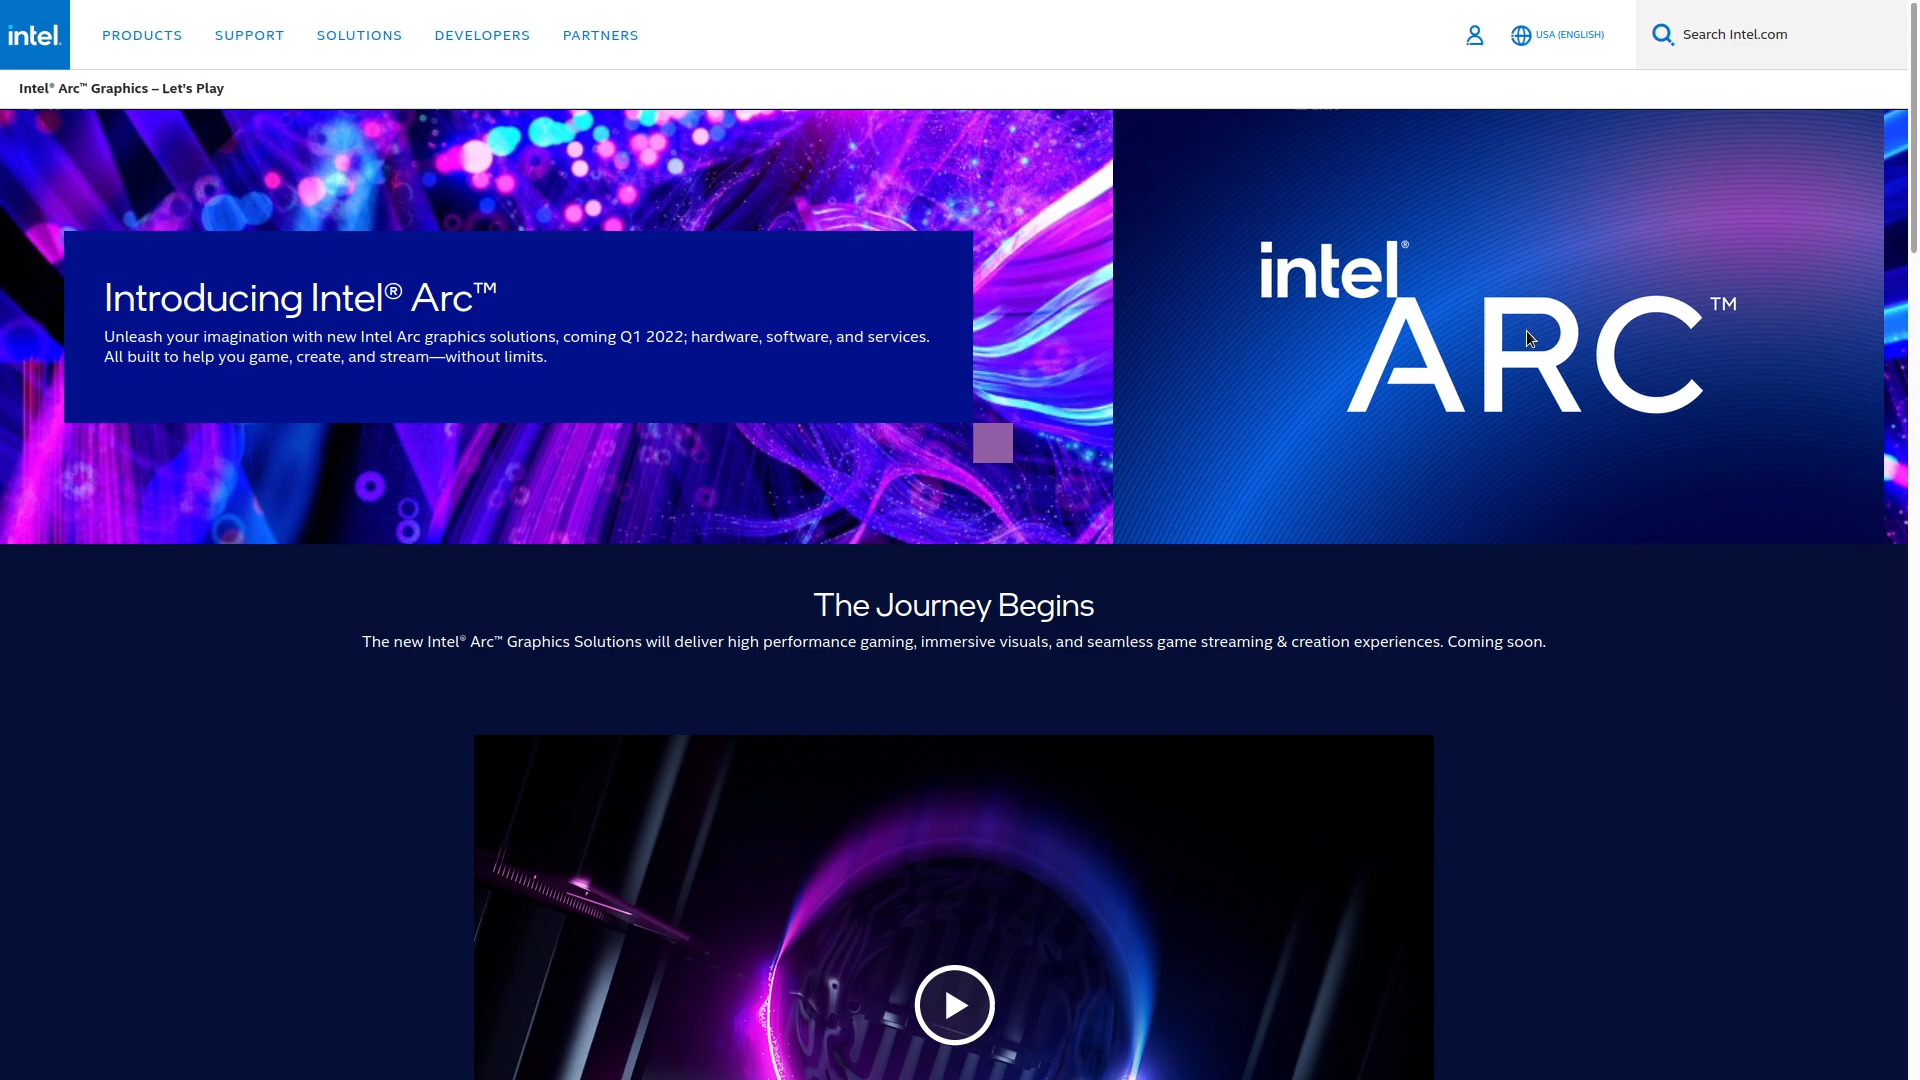 intel.
PRODUCTS
SUPPORT
SOLUTIONS
DEVELOPERS
PARTNERS
USA (ENGLISH)
Search Intel.com
Intel® Arc™ Graphics – Let's Play
Introducing Intel® Arc™
Unleash your imagination with new Intel Arc graphics solutions, coming Q1 2022; hardware, software, and services.
All built to help you game, create, and stream—without limits.
intel®
ARC™
The Journey Begins
The new Intel® Arc™ Graphics Solutions will deliver high performance gaming, immersive visuals, and seamless game streaming & creation experiences. Coming soon.